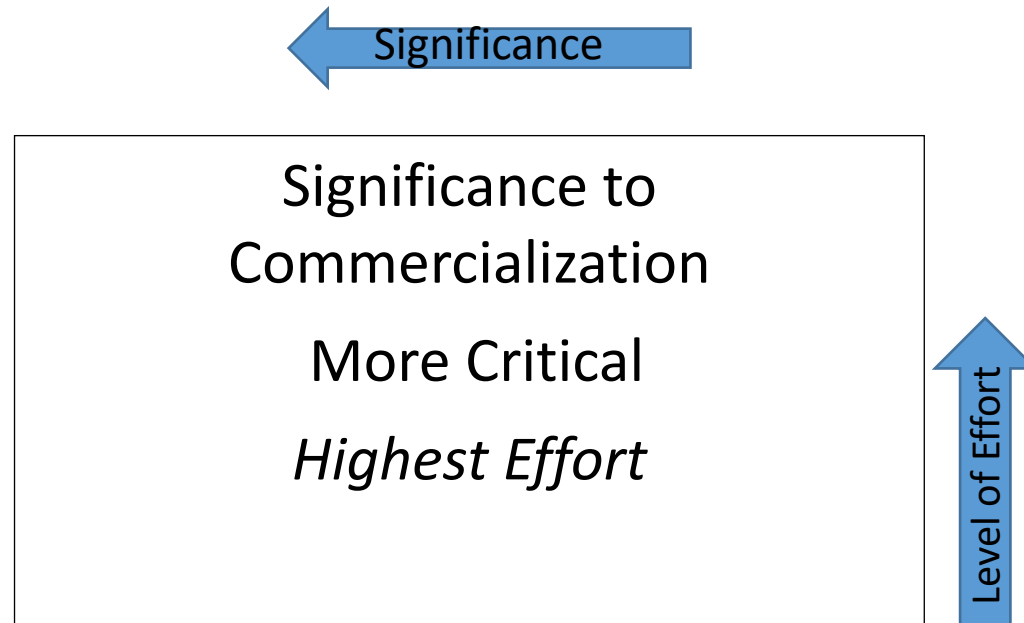 Significance
Significance to
Commercialization
More Critical
Highest Effort
Level of Effort